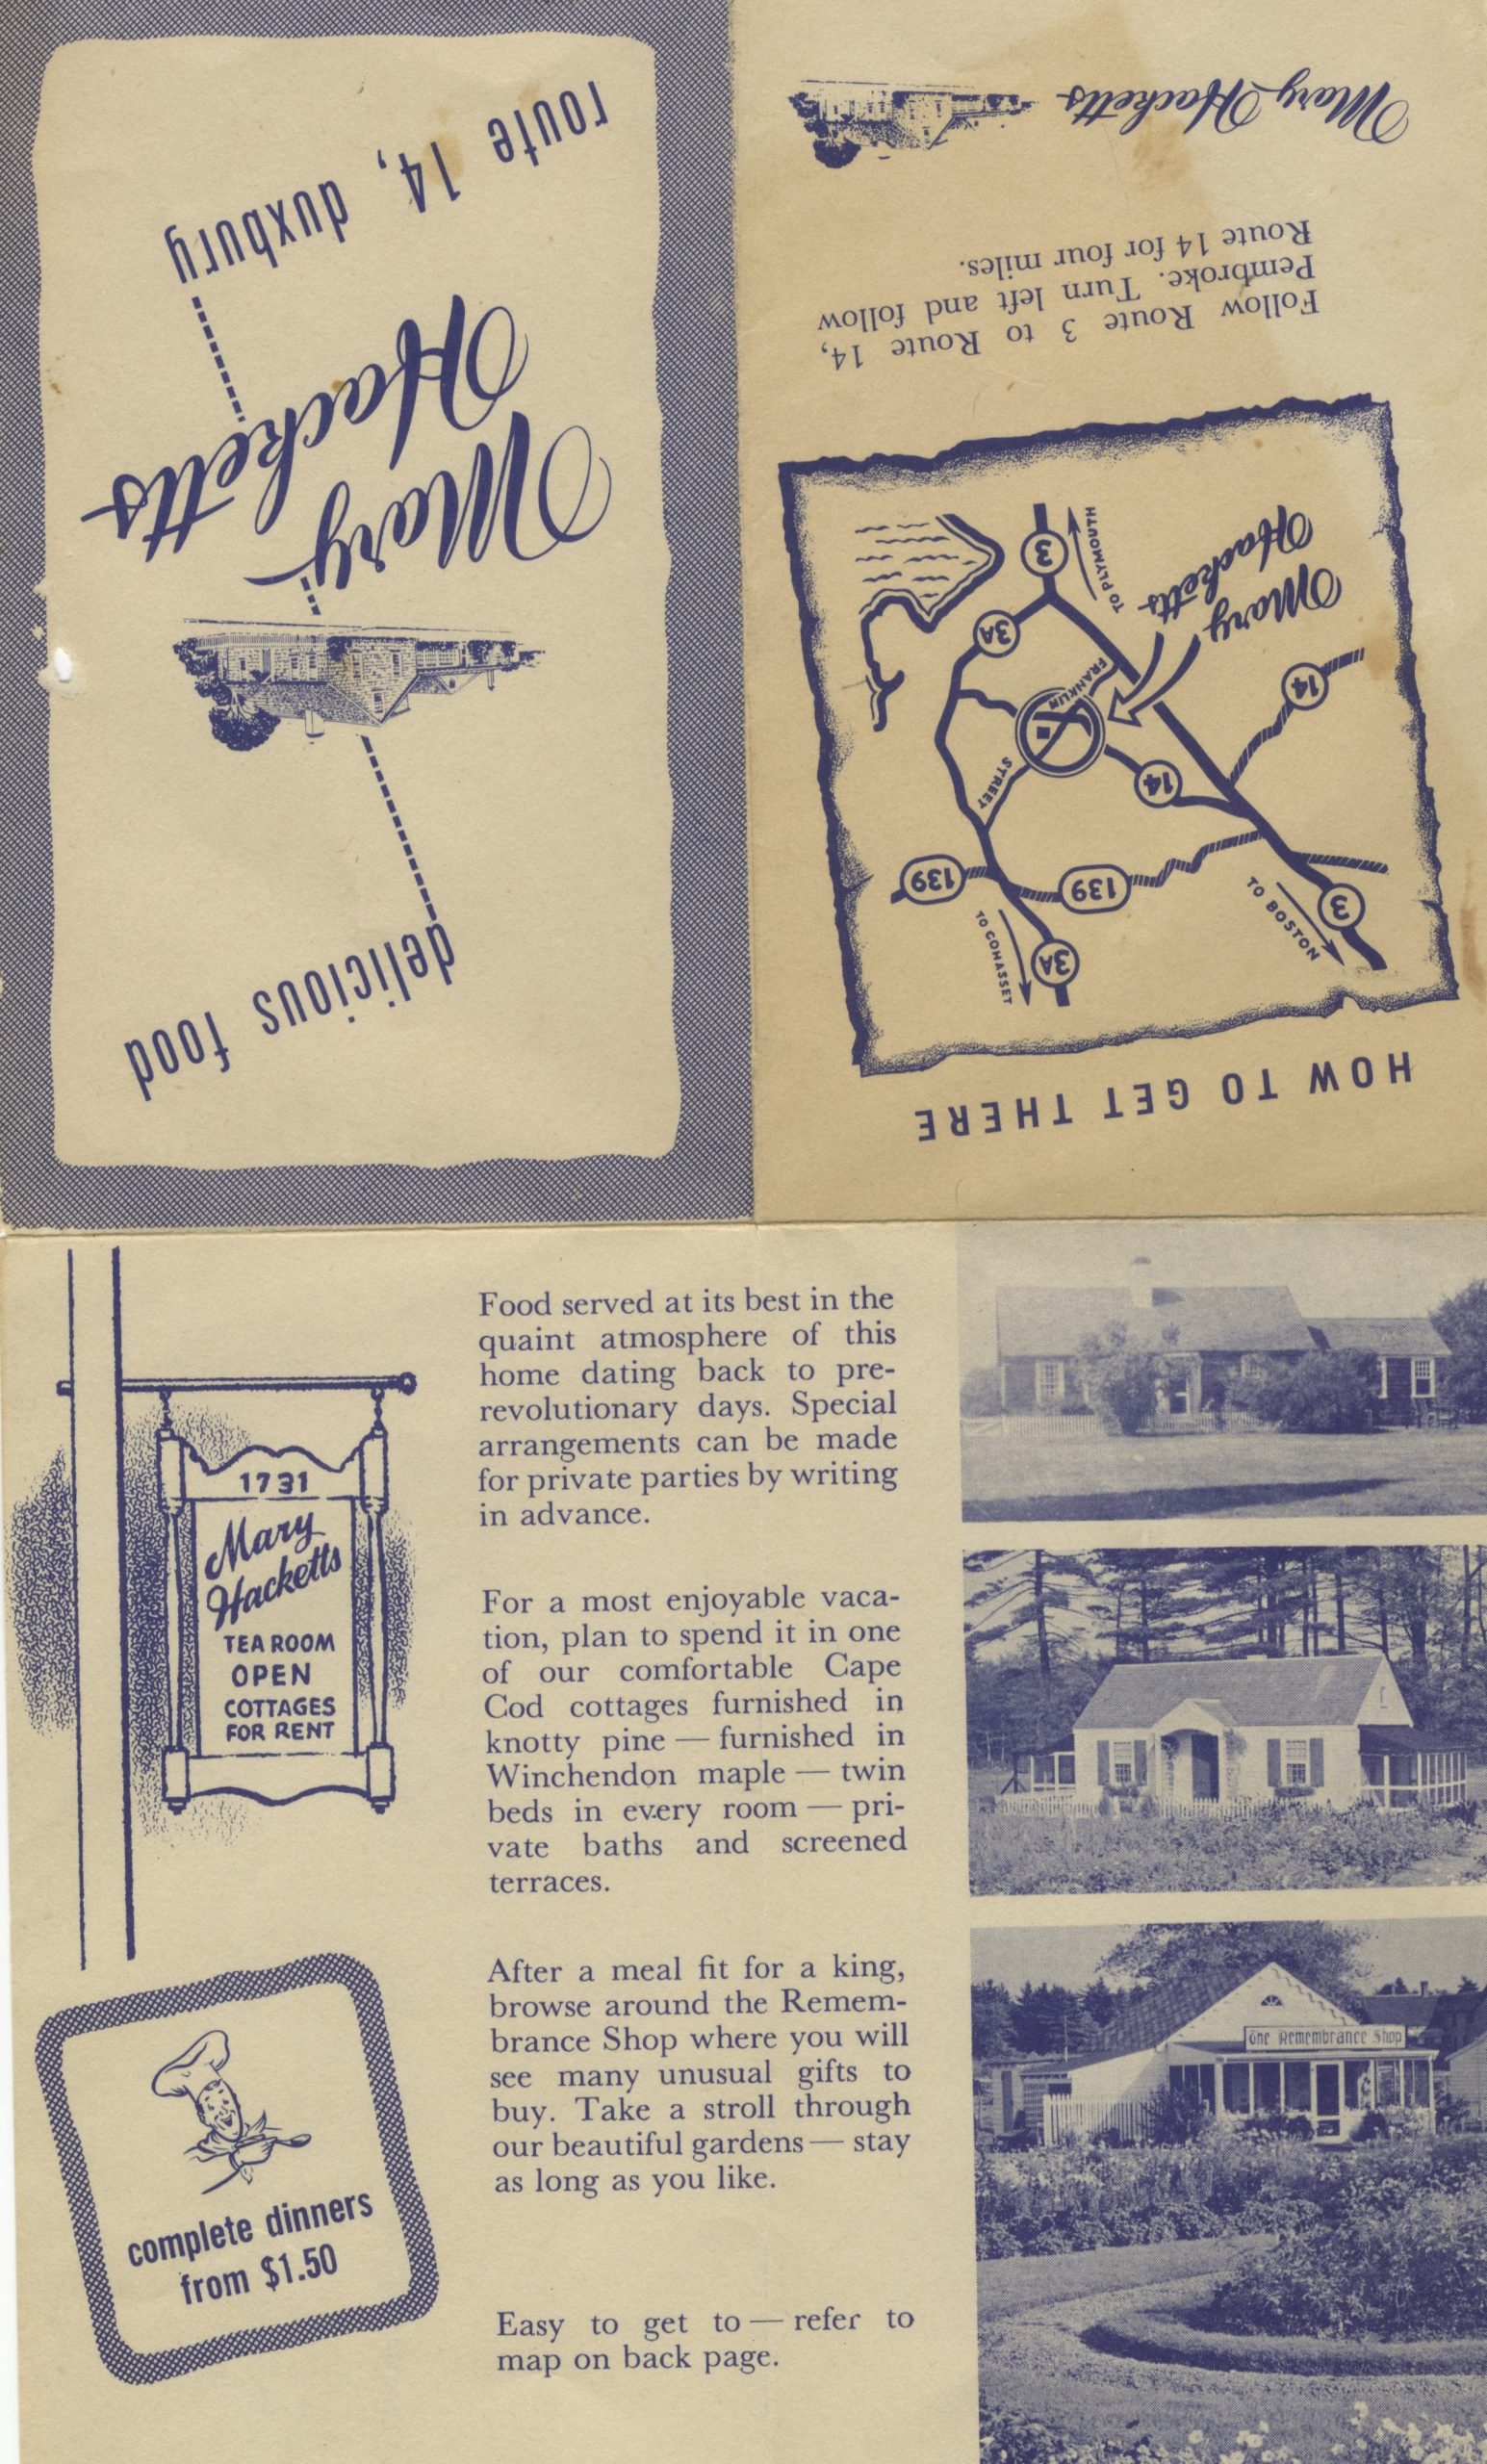 delicious food
Mary
Hacketts
route 14, duxbury
HOW TO GET THERE
TO COHASSET
3A
TO BOSTON
3
139
139
STREET
14
FRANKLIN
14
3A
Mary
Hacketts
3
TO PLYMOUTH
Follow Route 3 to Route 14,
Pembroke. Turn left and follow
Route 14 for four miles.
Mary Hacketts
1731
Mary
Hacketts
TEA ROOM
OPEN
COTTAGES
FOR RENT
complete dinners
from $1.50
Food served at its best in the
quaint atmosphere of this
home dating back to pre-
revolutionary days. Special
arrangements can be made
for private parties by writing
in advance.
For a most enjoyable vaca-
tion, plan to spend it in one
of our comfortable Cape
Cod cottages furnished in
knotty pine — furnished in
Winchendon maple — twin
beds in every room — pri-
vate baths and screened
terraces.
After a meal fit for a king,
browse around the Remem-
brance Shop where you will
see many unusual gifts to
buy. Take a stroll through
our beautiful gardens — stay
as long as you like.
Easy to get to — refer to
map on back page.
The Remembrance Shop